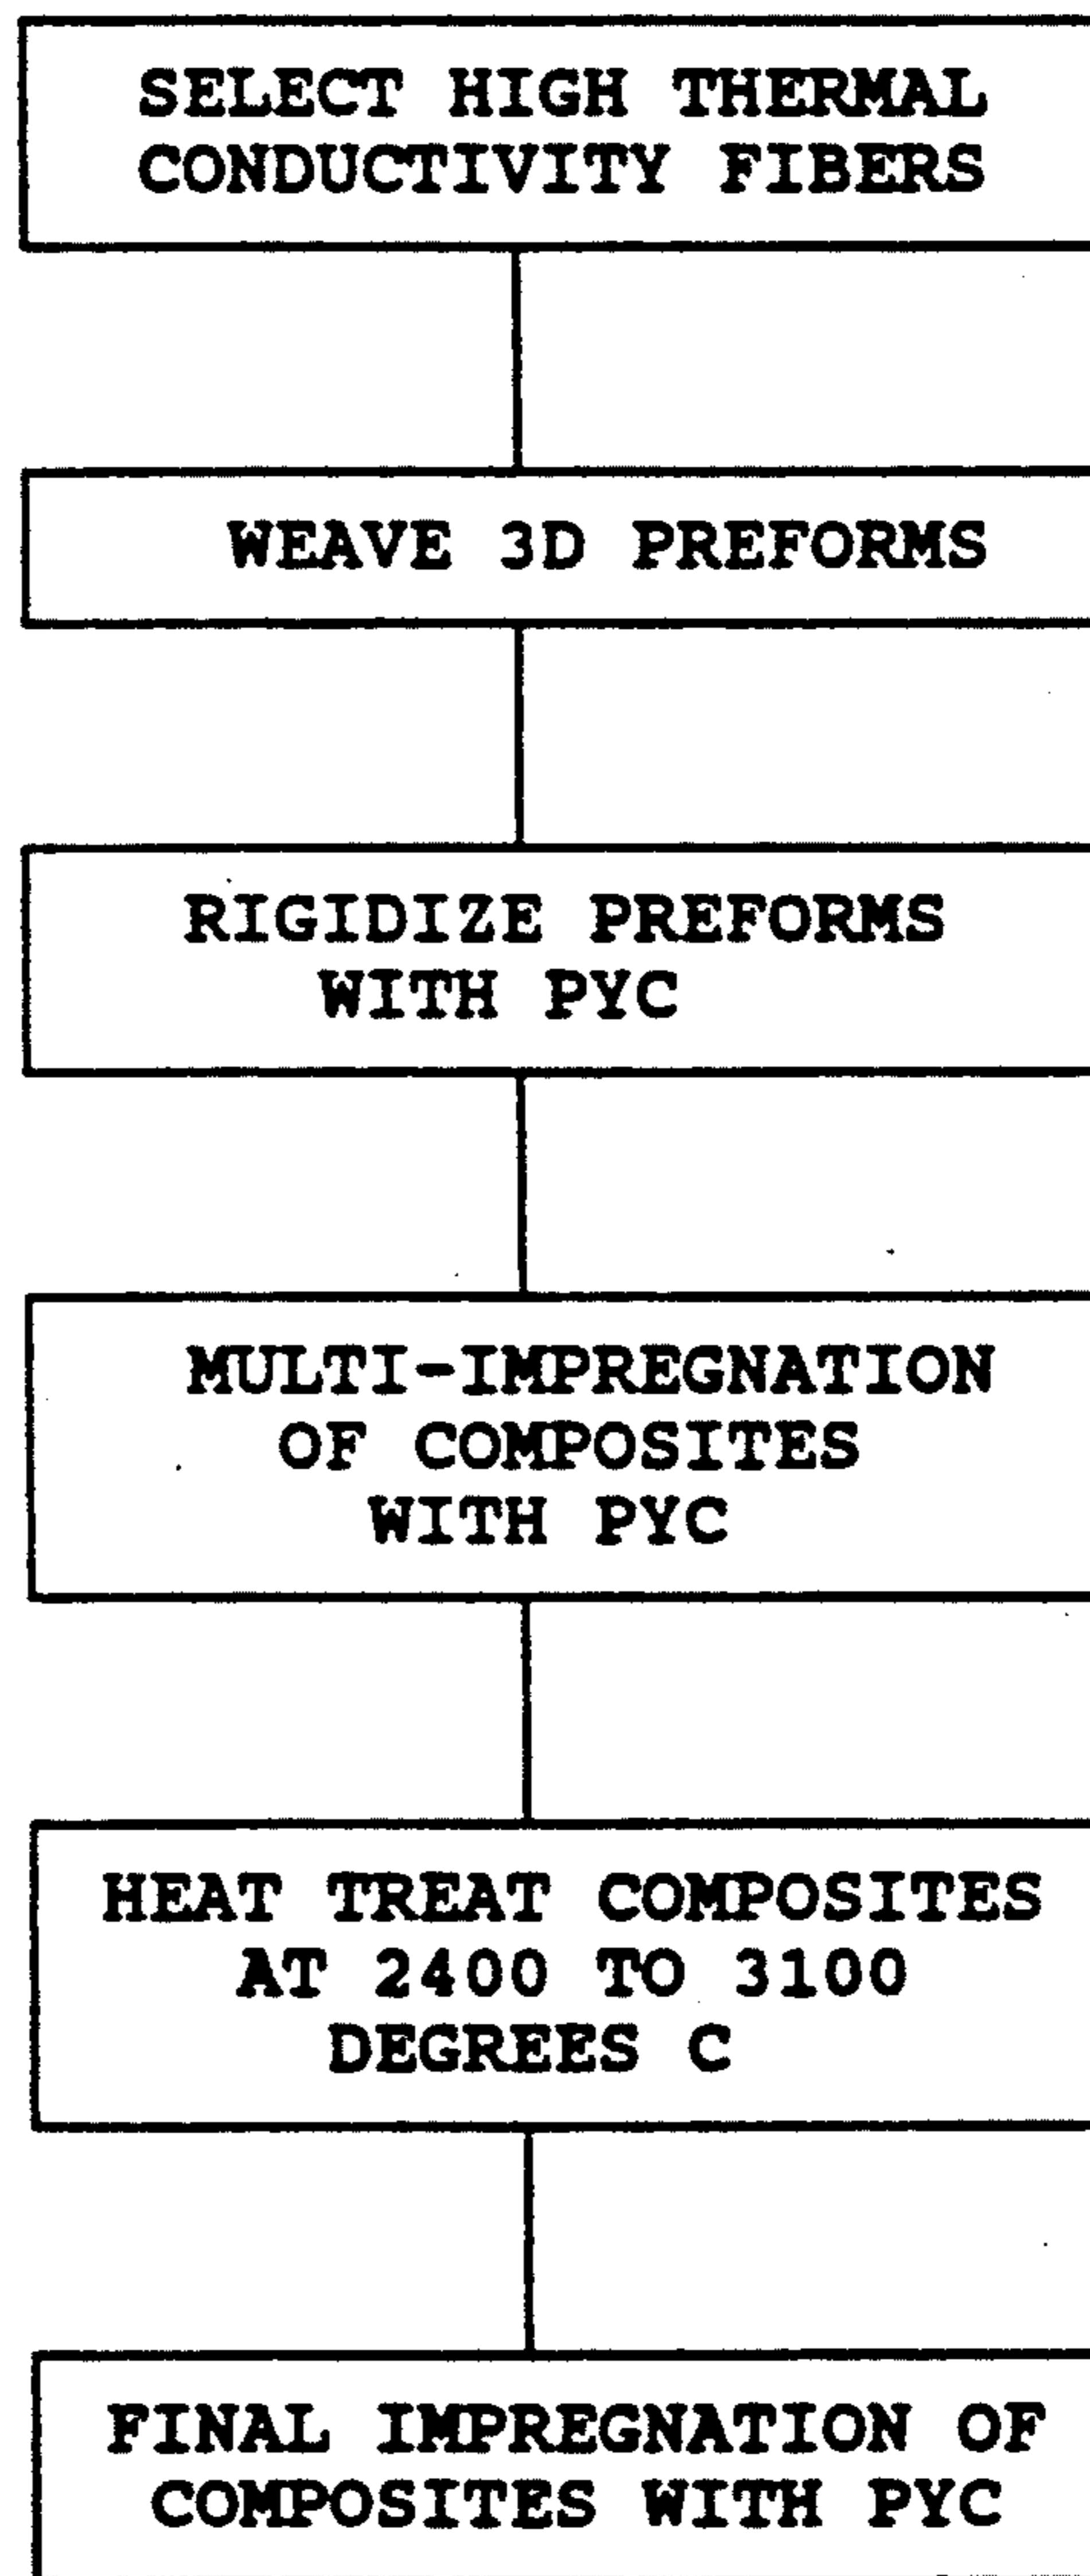 SELECT HIGH THERMAL
CONDUCTIVITY FIBERS
WEAVE 3D PREFORMS
RIGIDIZE PREFORMS
WITH PYC
MULTI-IMPREGNATION
OF COMPOSITES
WITH PYC
HEAT TREAT COMPOSITES
AT 2400 TO 3100
DEGREES C
FINAL IMPREGNATION OF
COMPOSITES WITH PYC